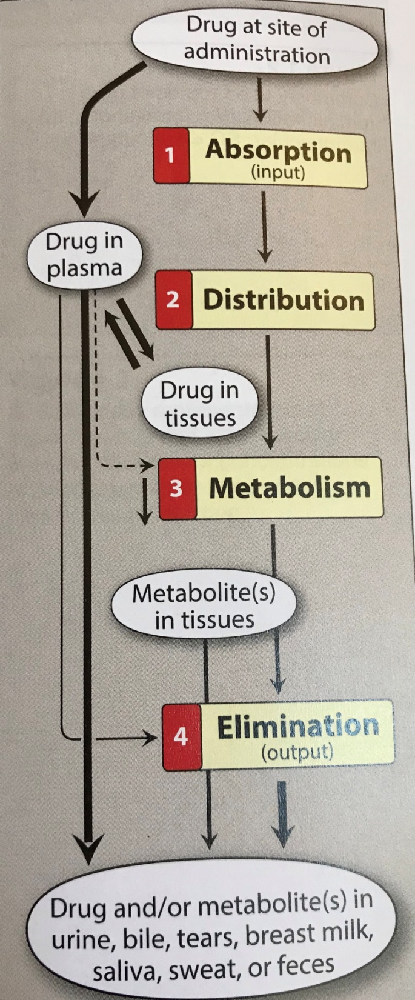 Drug at site of
administration
1 Absorption
(input)
Drug in
plasma
2 Distribution
Drug in
tissues
3 Metabolism
Metabolite(s)
in tissues
4 Elimination
(output)
Drug and/or metabolite(s) in
urine, bile, tears, breast milk,
saliva, sweat, or feces